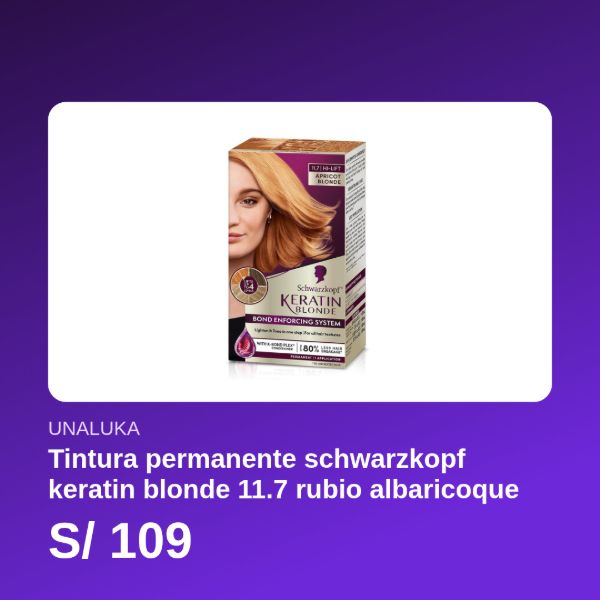 11.7 HI-LIFT
APRICOT
BLONDE
Schwarzkopf
KERATIN
BLONDE
BOND ENFORCING SYSTEM
80%
PERMANENT
UNALUKA
Tintura permanente schwarzkopf
keratin blonde 11.7 rubio albaricoque
S/ 109